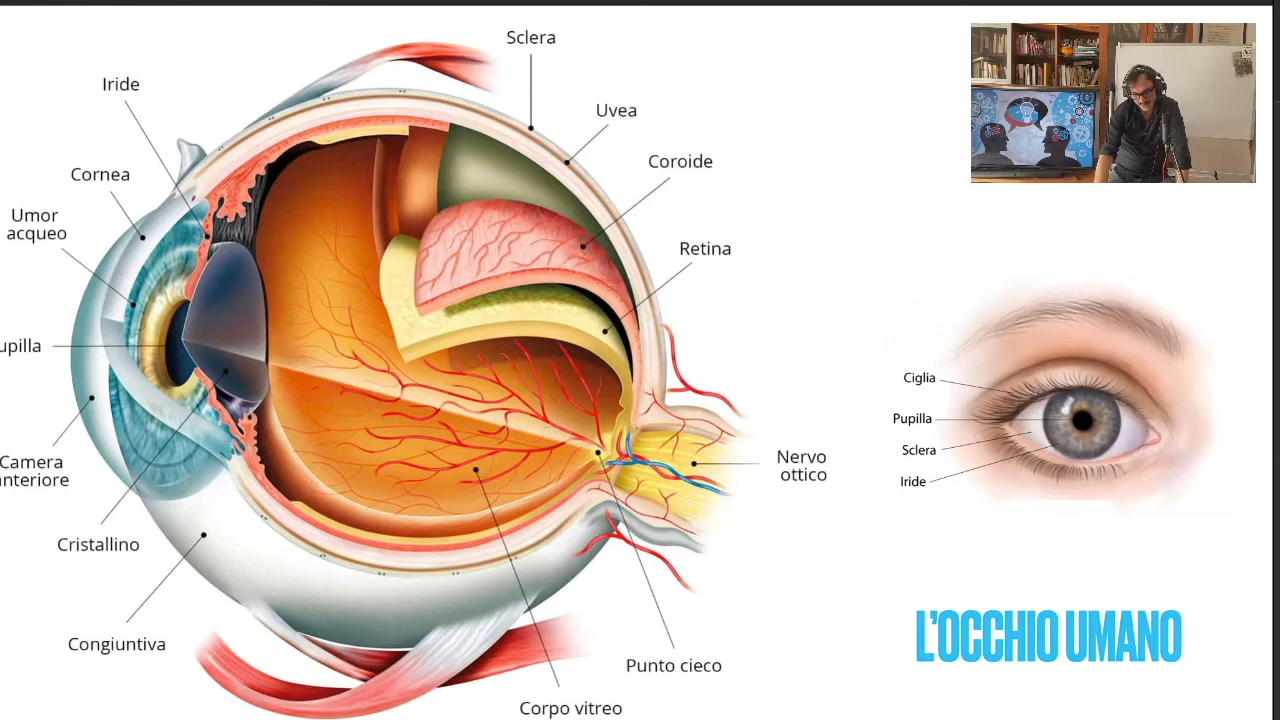 Sclera
Iride
Uvea
Coroide
Cornea
Umor
acqueo
Retina
upilla
Camera
anteriore
Nervo
ottico
Cristallino
Congiuntiva
Punto cieco
Corpo vitreo
Ciglia
Pupilla
Sclera
Iride
L'OCCHIO UMANO